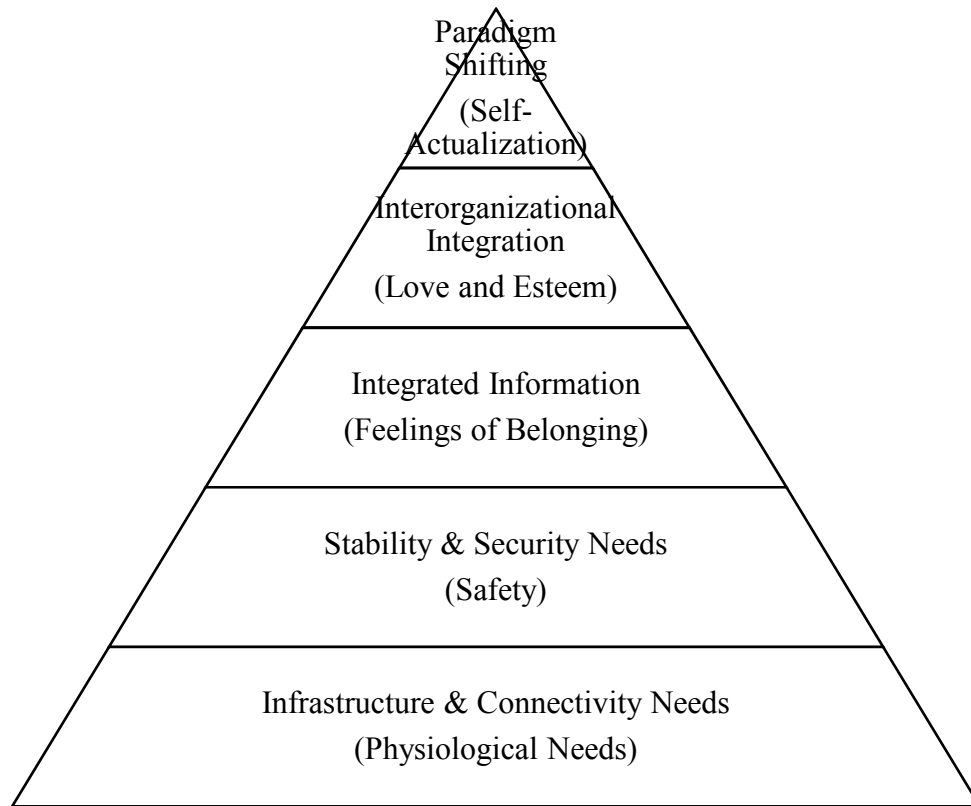 Paradigm
Shifting
(Self-
Actualization)
Interorganizational
Integration
(Love and Esteem)
Integrated Information
(Feelings of Belonging)
Stability & Security Needs
(Safety)
Infrastructure & Connectivity Needs
(Physiological Needs)